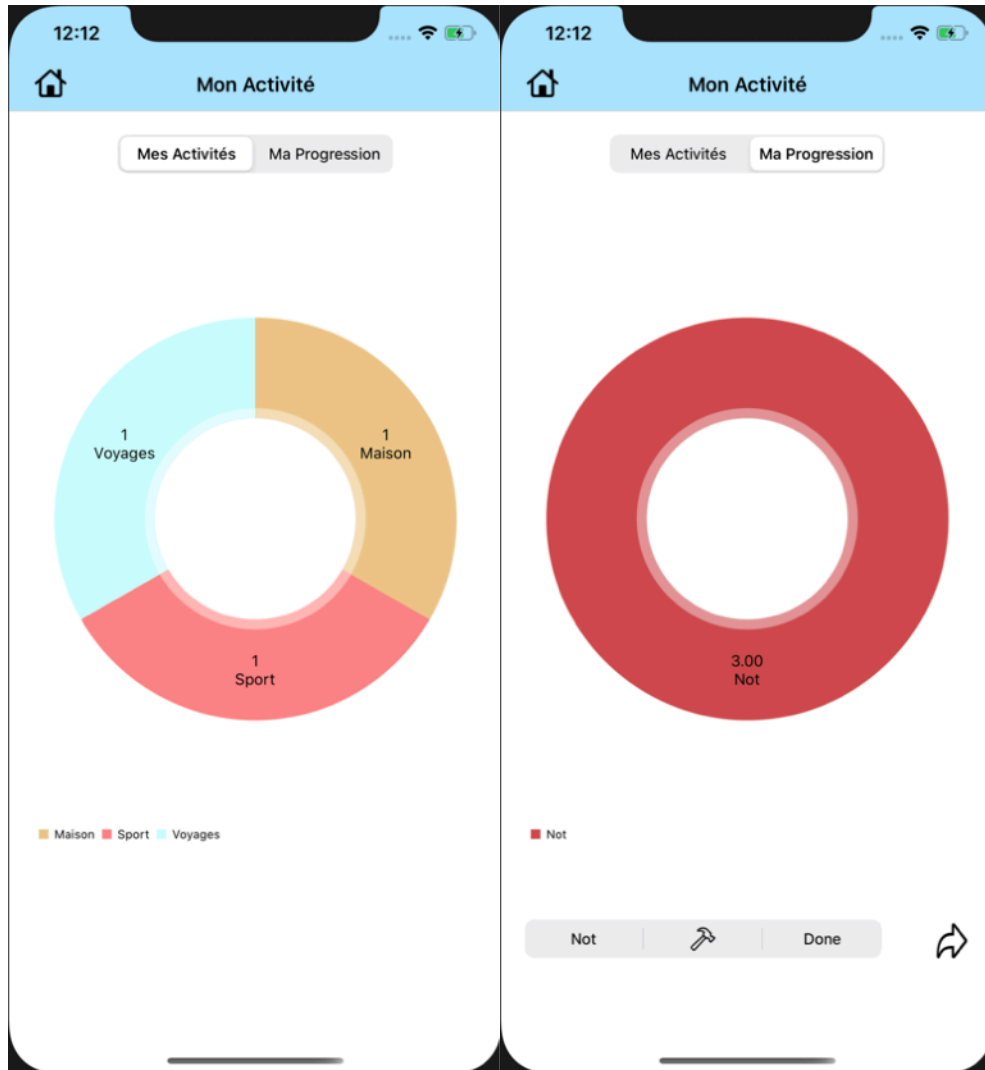 12:12
Mon Activité
Mes Activités Ma Progression
1
Voyages
1
Maison
1
Sport
Maison Sport Voyages
12:12
Mon Activité
Mes Activités Ma Progression
3.00
Not
Not
Not Done